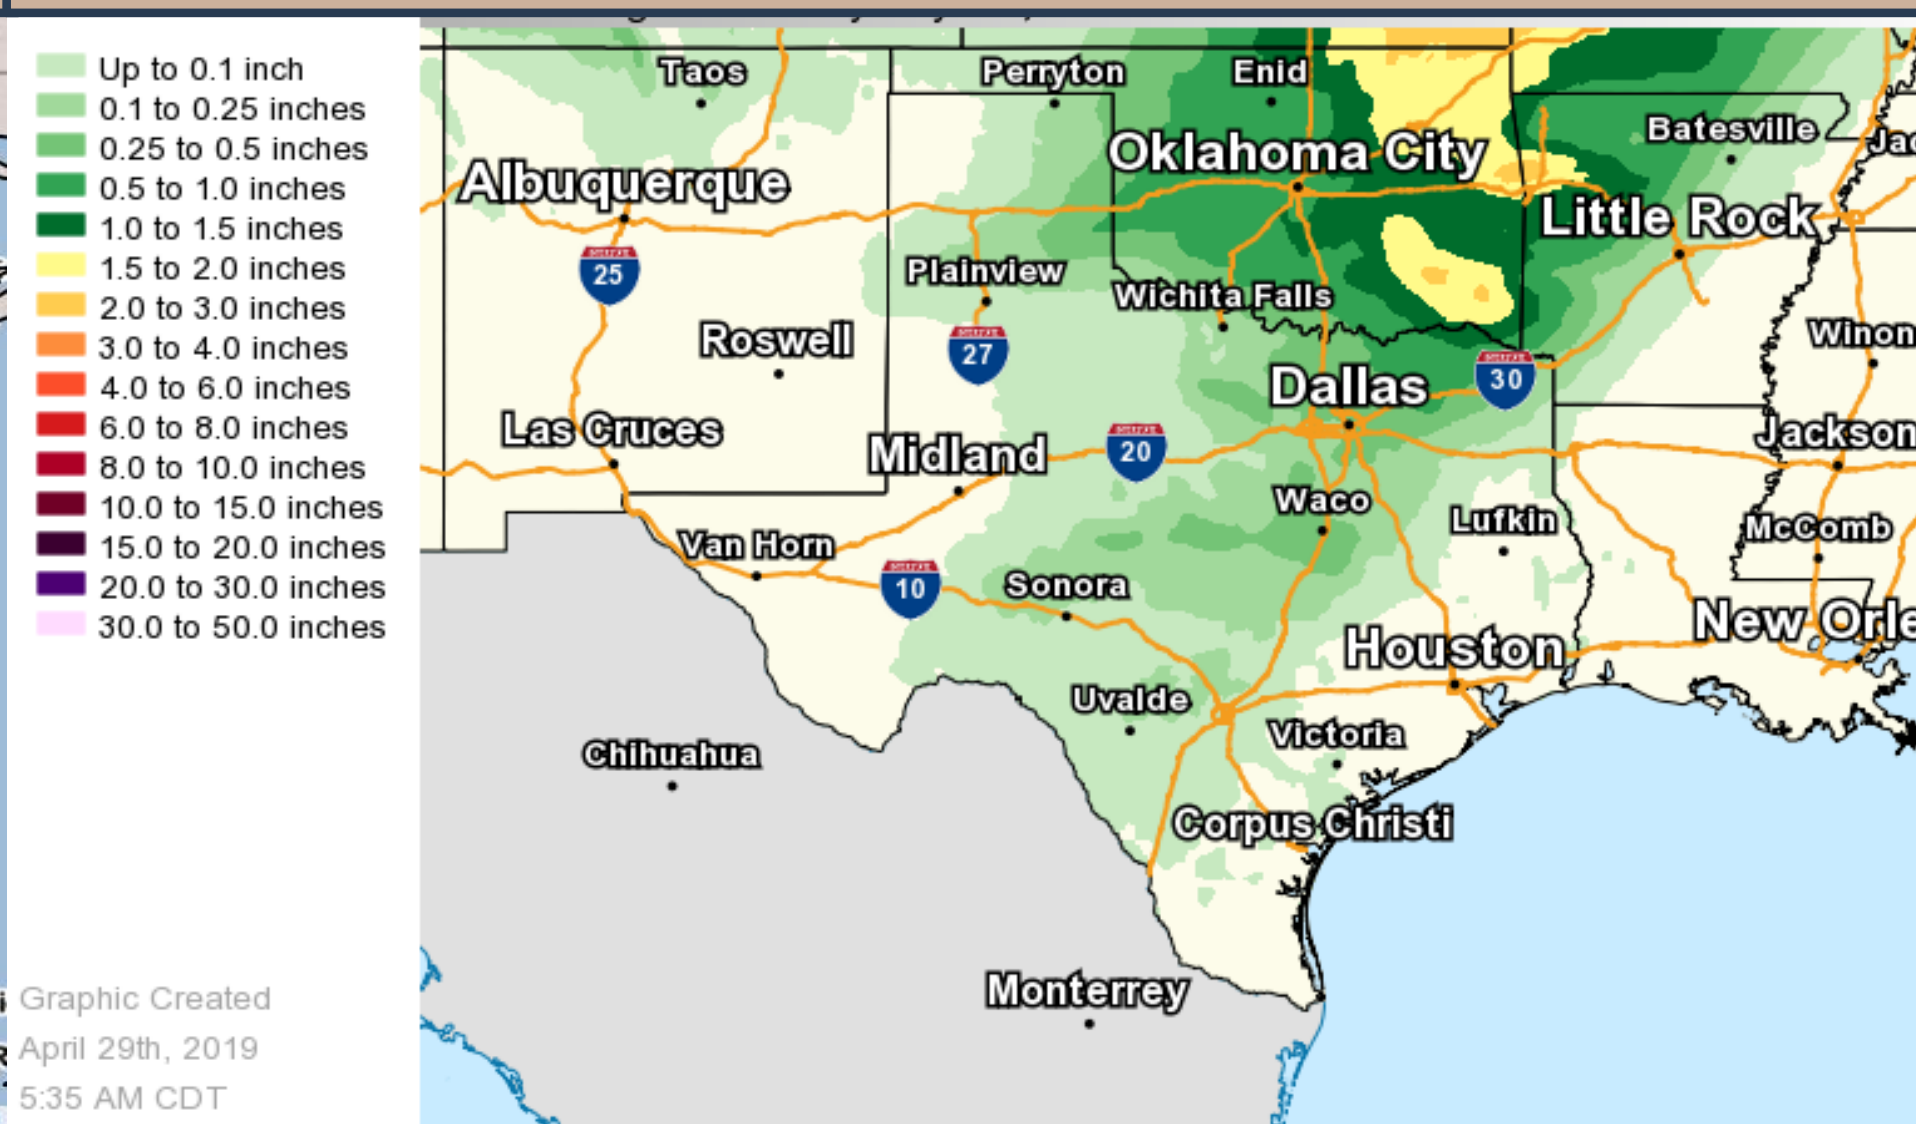 Up to 0.1 inch
0.1 to 0.25 inches
0.25 to 0.5 inches
0.5 to 1.0 inches
1.0 to 1.5 inches
1.5 to 2.0 inches
2.0 to 3.0 inches
3.0 to 4.0 inches
4.0 to 6.0 inches
6.0 to 8.0 inches
8.0 to 10.0 inches
10.0 to 15.0 inches
15.0 to 20.0 inches
20.0 to 30.0 inches
30.0 to 50.0 inches
Graphic Created
April 29th, 2019
5:35 AM CDT
Taos
Perryton
Enid
Batesville
Oklahoma City
Albuquerque
Little Rock
25
Plainview
Wichita Falls
Roswell
27
Winon
30
Dallas
Las Cruces
Midland
20
Jackson
Waco
Lufkin
McComb
Van Horn
10
Sonora
New Orle
Houston
Uvalde
Victoria
Chihuahua
Corpus Christi
Monterrey